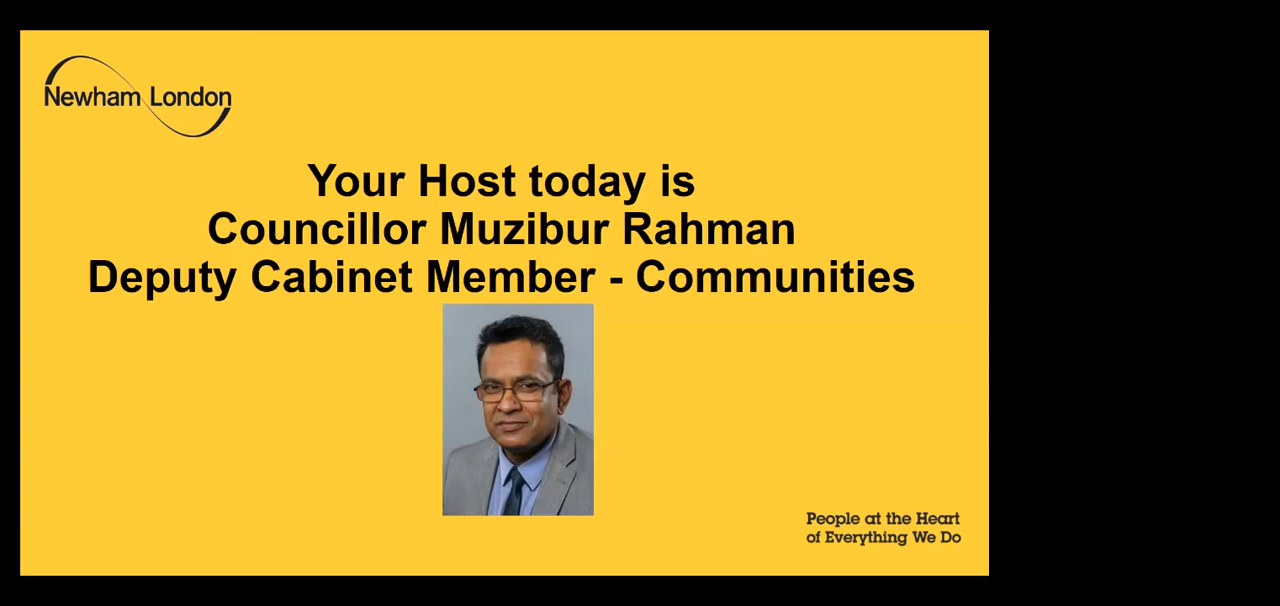 Newham London
Your Host today is
Councillor Muzibur Rahman
Deputy Cabinet Member - Communities
People at the Heart
of Everything We Do